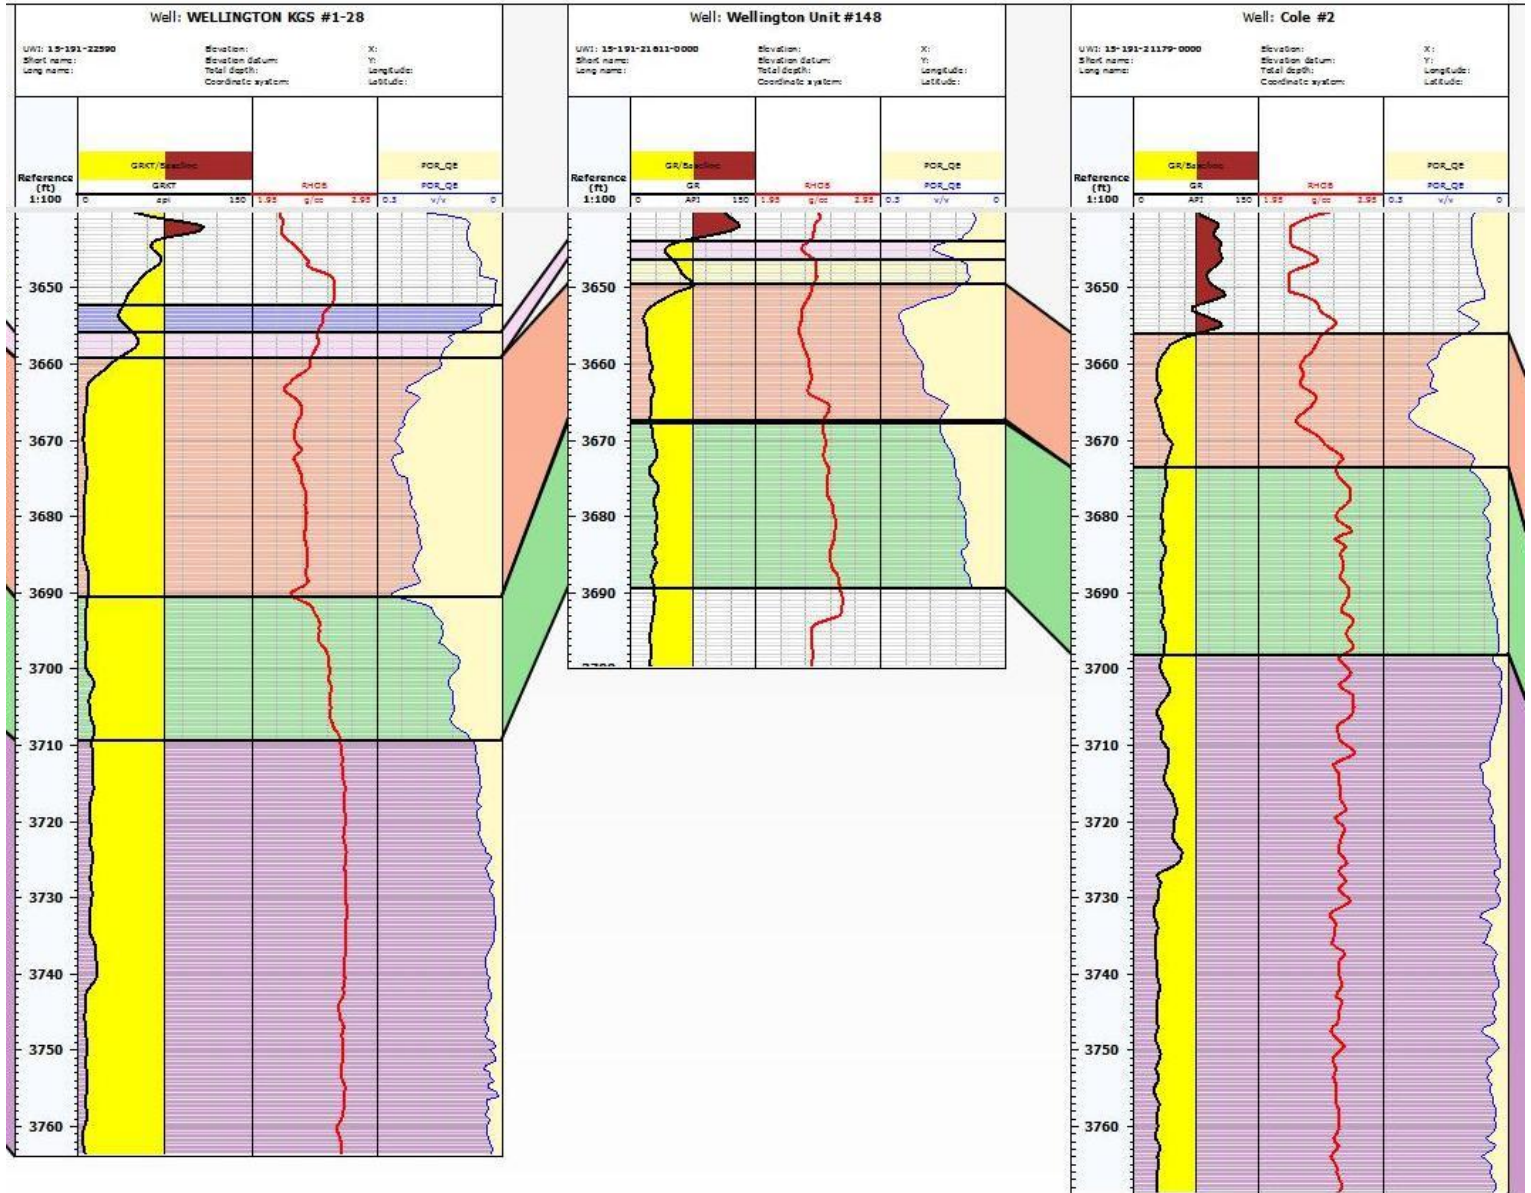 Well: WELLINGTON KGS #1-28
UWI: 15-191-22590
Short name:
Long name:
Elevation:
Elevation datum:
Total depth:
Coordinate system:
X:
Y:
Longitude:
Latitude:
GRKT/Baseline
POR_QE
Reference
(ft)
1:100
GRKT
0 api 150
RHOB
1.95 g/cc 2.95
POR_QE
0.3 v/v 0
3650
3660
3670
3680
3690
3700
3710
3720
3730
3740
3750
3760
Well: Wellington Unit #148
UWI: 15-191-21611-0000
Short name:
Long name:
Elevation:
Elevation datum:
Total depth:
Coordinate system:
X:
Y:
Longitude:
Latitude:
GR/Baseline
POR_QE
Reference
(ft)
1:100
GR
0 API 150
RHOB
1.95 g/cc 2.95
POR_QE
0.3 v/v 0
3650
3660
3670
3680
3690
3700
Well: Cole #2
UWI: 15-191-21179-0000
Short name:
Long name:
Elevation:
Elevation datum:
Total depth:
Coordinate system:
X:
Y:
Longitude:
Latitude:
GR/Baseline
POR_QE
Reference
(ft)
1:100
GR
0 API 150
RHOB
1.95 g/cc 2.95
POR_QE
0.3 v/v 0
3650
3660
3670
3680
3690
3700
3710
3720
3730
3740
3750
3760